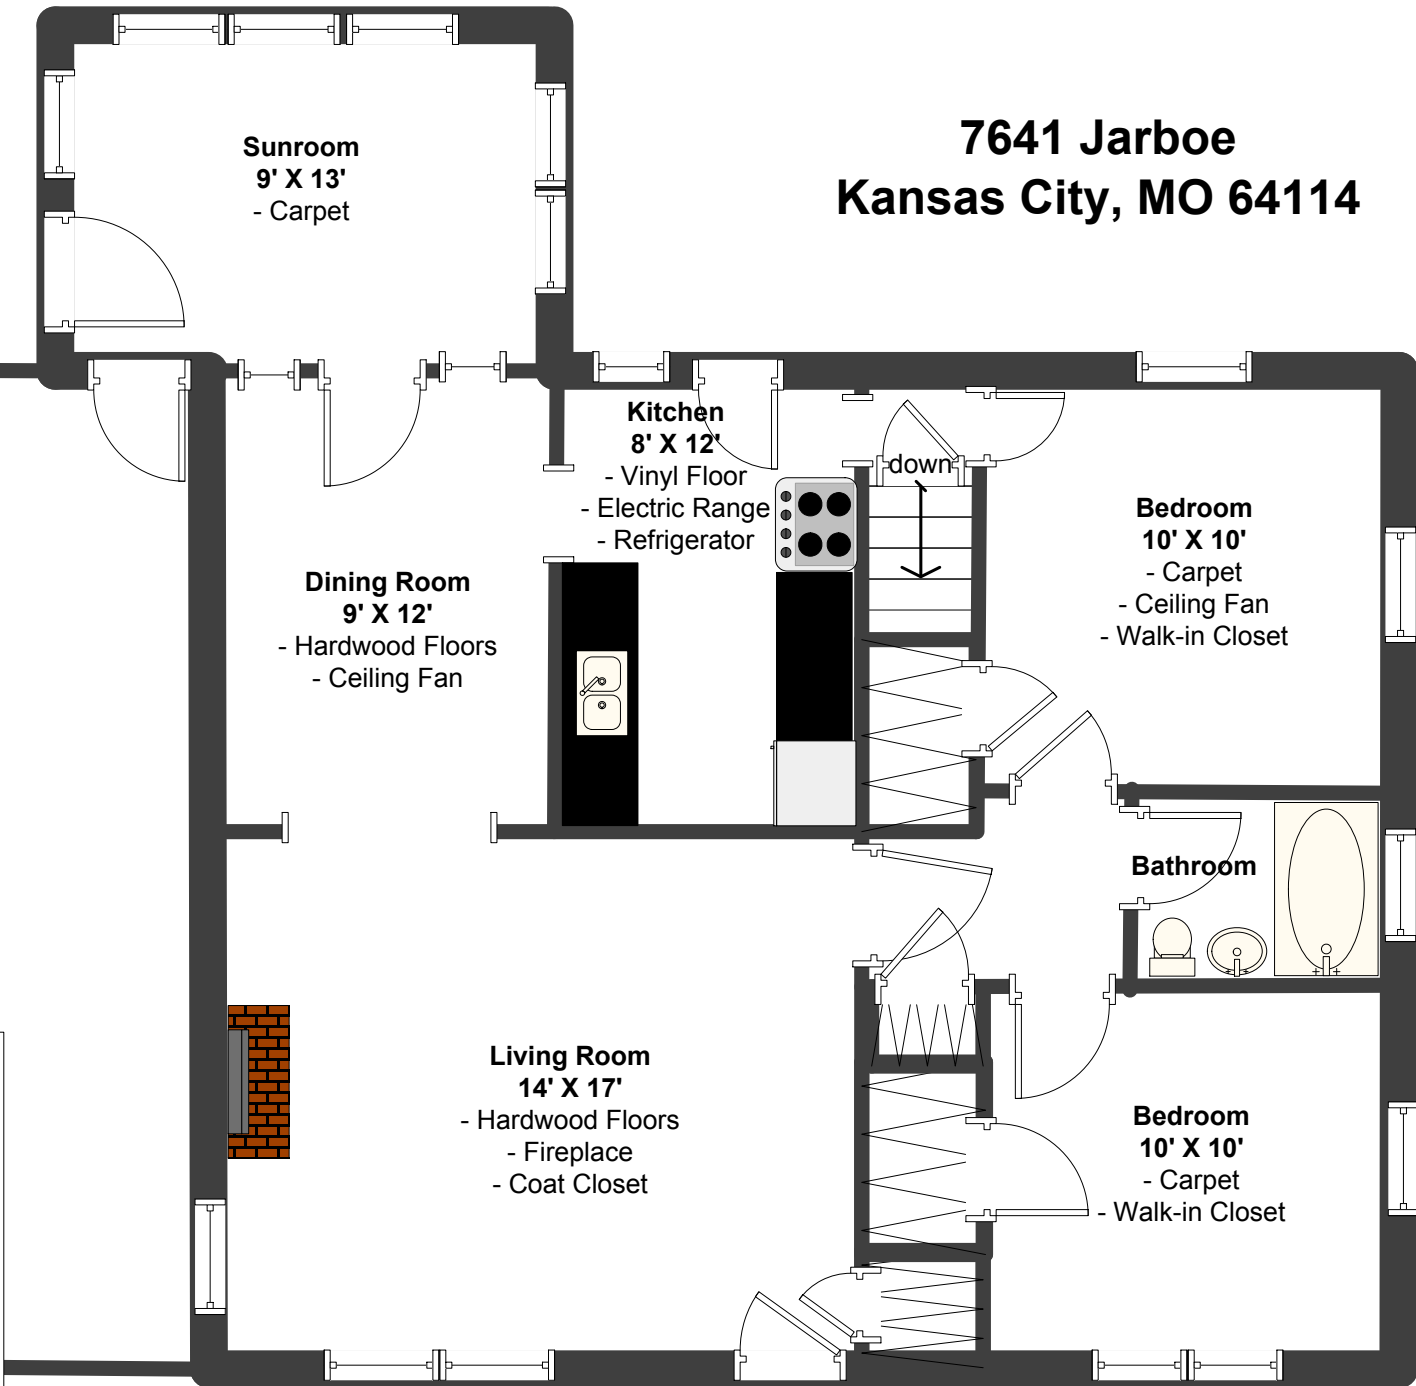 7641 Jarboe
Kansas City, MO 64114
Sunroom
9' X 13'
- Carpet
Kitchen
8' X 12'
- Vinyl Floor
- Electric Range
- Refrigerator
down
Bedroom
10' X 10'
- Carpet
- Ceiling Fan
- Walk-in Closet
Dining Room
9' X 12'
- Hardwood Floors
- Ceiling Fan
Bathroom
Living Room
14' X 17'
- Hardwood Floors
- Fireplace
- Coat Closet
Bedroom
10' X 10'
- Carpet
- Walk-in Closet